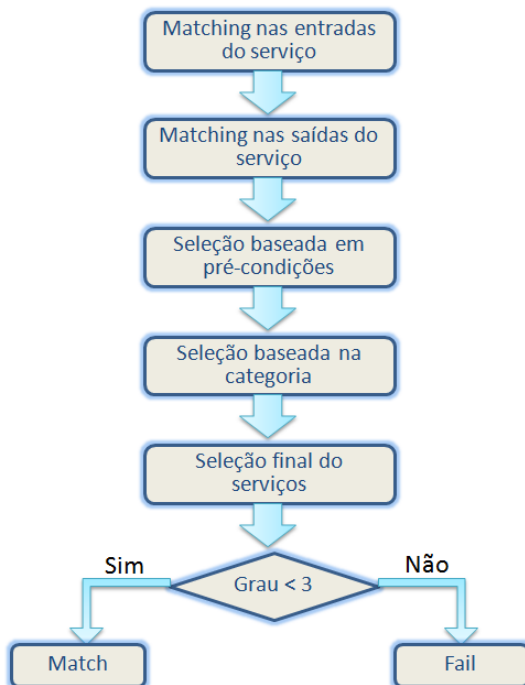 Matching nas entradas
do serviço
Matching nas saídas do
serviço
Seleção baseada em
pré-condições
Seleção baseada na
categoria
Seleção final do
serviços
Sim
Grau < 3
Não
Match
Fail